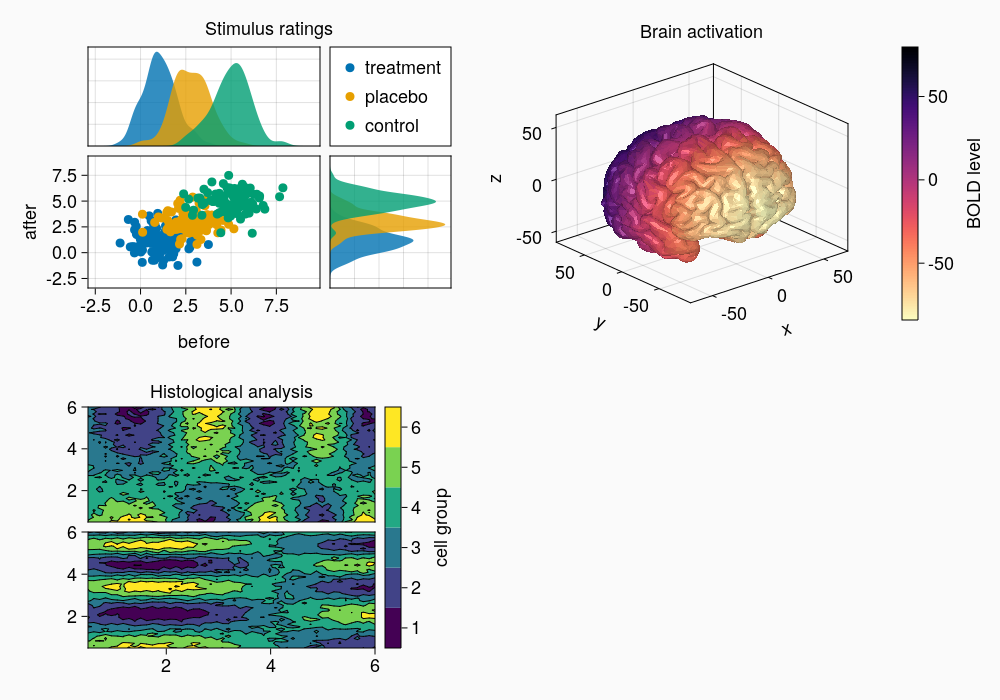 Stimulus ratings
treatment
placebo
control
7.5
5.0
2.5
0.0
-2.5
after
-2.5 0.0 2.5 5.0 7.5
before
Brain activation
50
0
-50
z
50
0
-50
y
-50
0
50
x
50
0
-50
BOLD level
Histological analysis
6
4
2
6
4
2
2 4 6
6
5
4
3
2
1
cell group